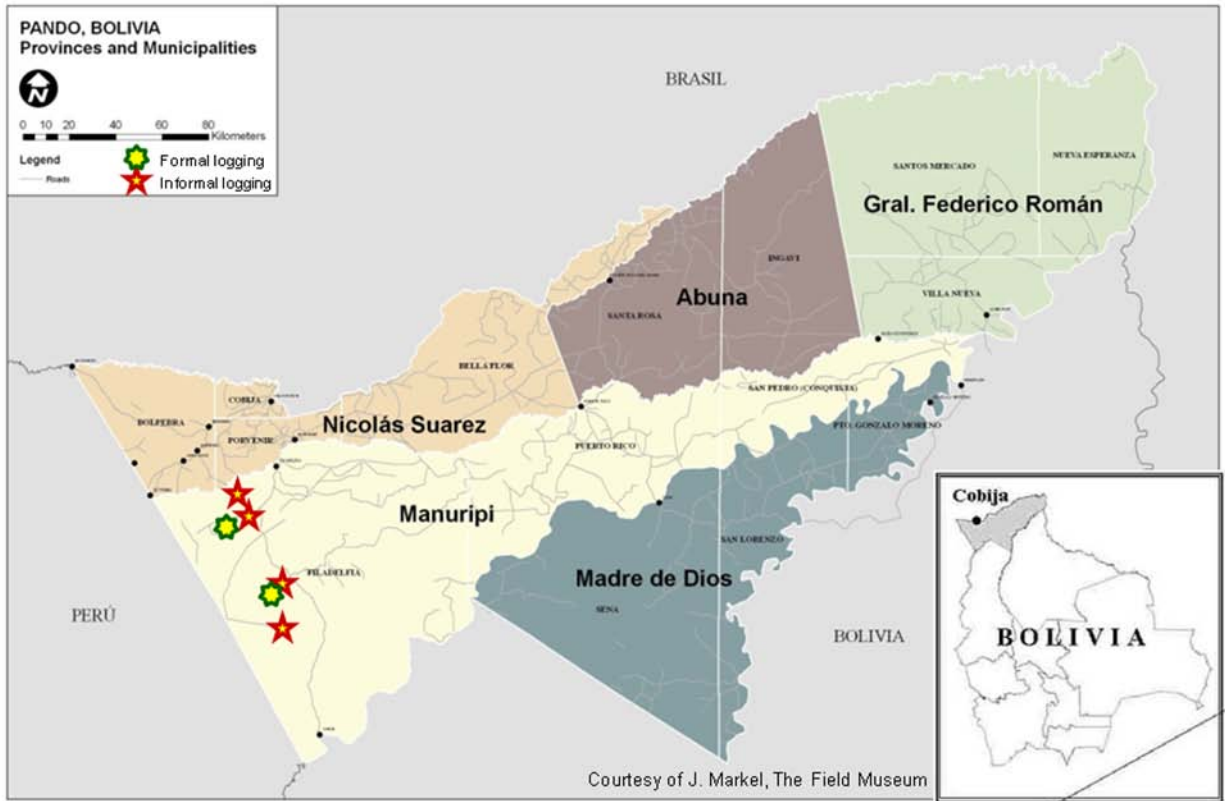 PANDO, BOLIVIA
Provinces and Municipalities
N
0 10 20 40 60 80
Kilometers
Legend
Roads
Formal logging
Informal logging
BRASIL
SANTOS MERCADO
NUEVA ESPERANZA
Gral. Federico Román
INGAVI
Abuna
VILLA NUEVA
SANTA ROSA
BELLA FLOR
SAN PEDRO (CONQUISTA)
COBIJA
BOLPEBRA
Nicolás Suarez
PTO. GONZALO MORENO
PORVENIR
PUERTO RICO
Manuripi
Cobija
SAN LORENZO
FILADELFIA
Madre de Dios
SENA
PERÚ
BOLIVIA
BOLIVIA
Courtesy of J. Markel, The Field Museum